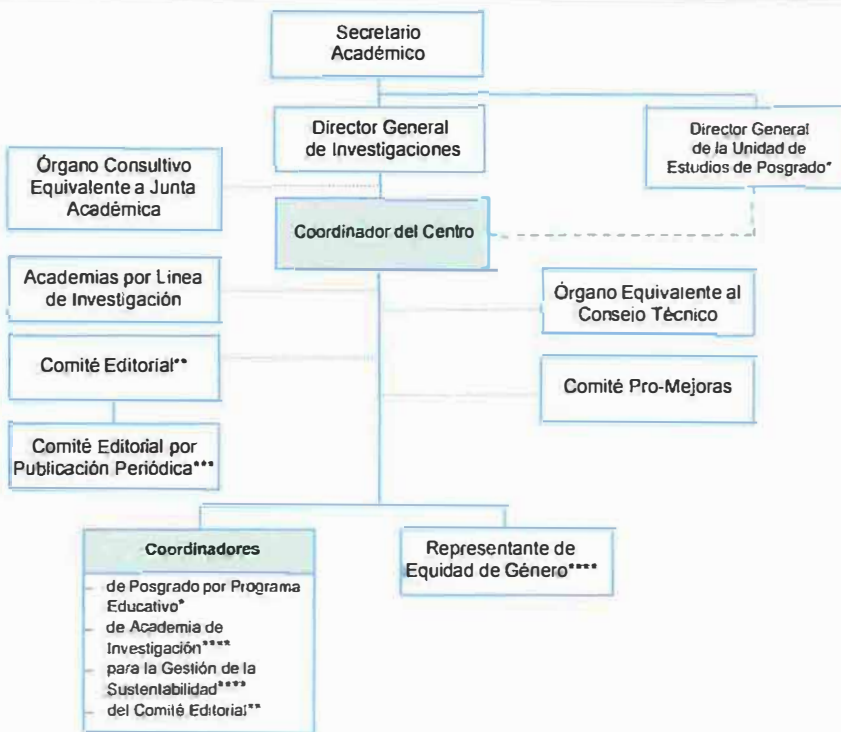 Secretario
Académico
Director General
de Investigaciones
Director General
de la Unidad de
Estudios de Posgrado*
Órgano Consultivo
Equivalente a Junta
Académica
Coordinador del Centro
Academias por Línea
de Investigación
Órgano Equivalente al
Consejo Técnico
Comité Editorial**
Comité Pro-Mejoras
Comité Editorial por
Publicación Periódica***
Coordinadores
- de Posgrado por Programa
Educativo*
- de Academia de
Investigación****
- para la Gestión de la
Sustentabilidad****
- del Comité Editorial**
Representante de
Equidad de Género****